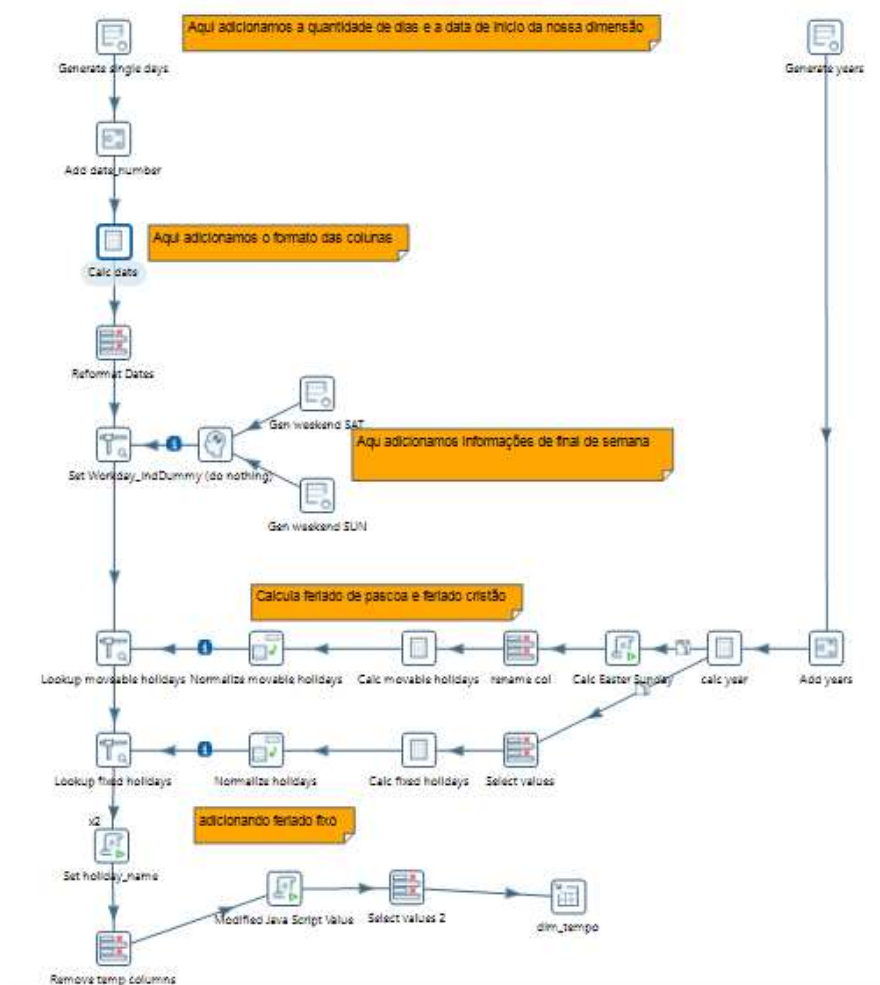 Aqui adicionamos a quantidade de dias e a data de inicio da nossa dimensão
Generate single days
Generate years
Add date_number
Aqui adicionamos o formato das colunas
Calc date
Reformat Dates
Gen weekend SAT
Aqu adicionamos informações de final de semana
Set Workday_Ind
Dummy (do nothing)
Gen weekend SUN
Calcula feriado de pascoa e feriado cristão
Lookup moveable holidays
Normalize movable holidays
Calc movable holidays
rename col
Calc Easter Sunday
calc year
Add years
Lookup fixed holidays
Normalize holidays
Calc fixed holidays
Select values
x2
adicionando feriado fixo
Set holiday_name
Modified Java Script Value
Select values 2
dim_tempo
Remove temp columns